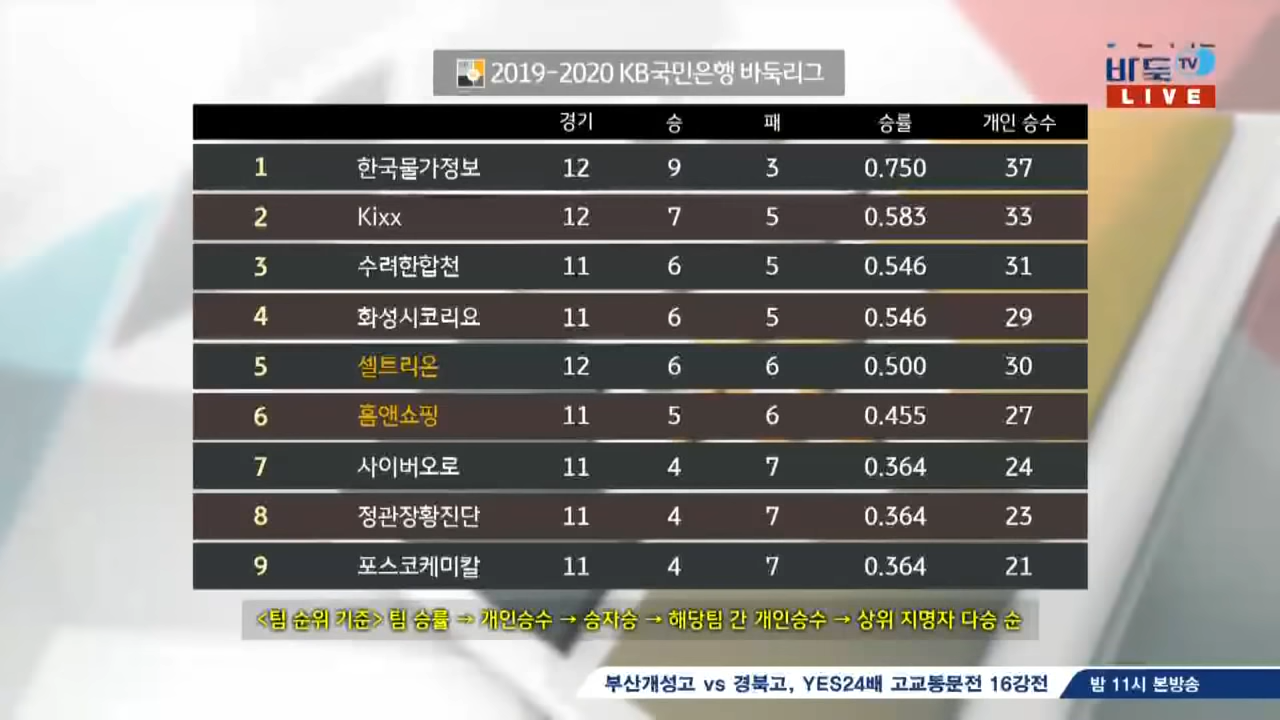 2019-2020 KB국민은행 바둑리그
바둑TV
LIVE
경기 승 패 승률 개인 승수
1 한국물가정보 12 9 3 0.750 37
2 Kixx 12 7 5 0.583 33
3 수려한합천 11 6 5 0.546 31
4 화성시코리요 11 6 5 0.546 29
5 셀트리온 12 6 6 0.500 30
6 홈앤쇼핑 11 5 6 0.455 27
7 사이버오로 11 4 7 0.364 24
8 정관장황진단 11 4 7 0.364 23
9 포스코케미칼 11 4 7 0.364 21
<팀 순위 기준> 팀 승률 → 개인승수 → 승자승 → 해당팀 간 개인승수 → 상위 지명자 다승 순
부산개성고 vs 경북고, YES24배 고교동문전 16강전 밤 11시 본방송